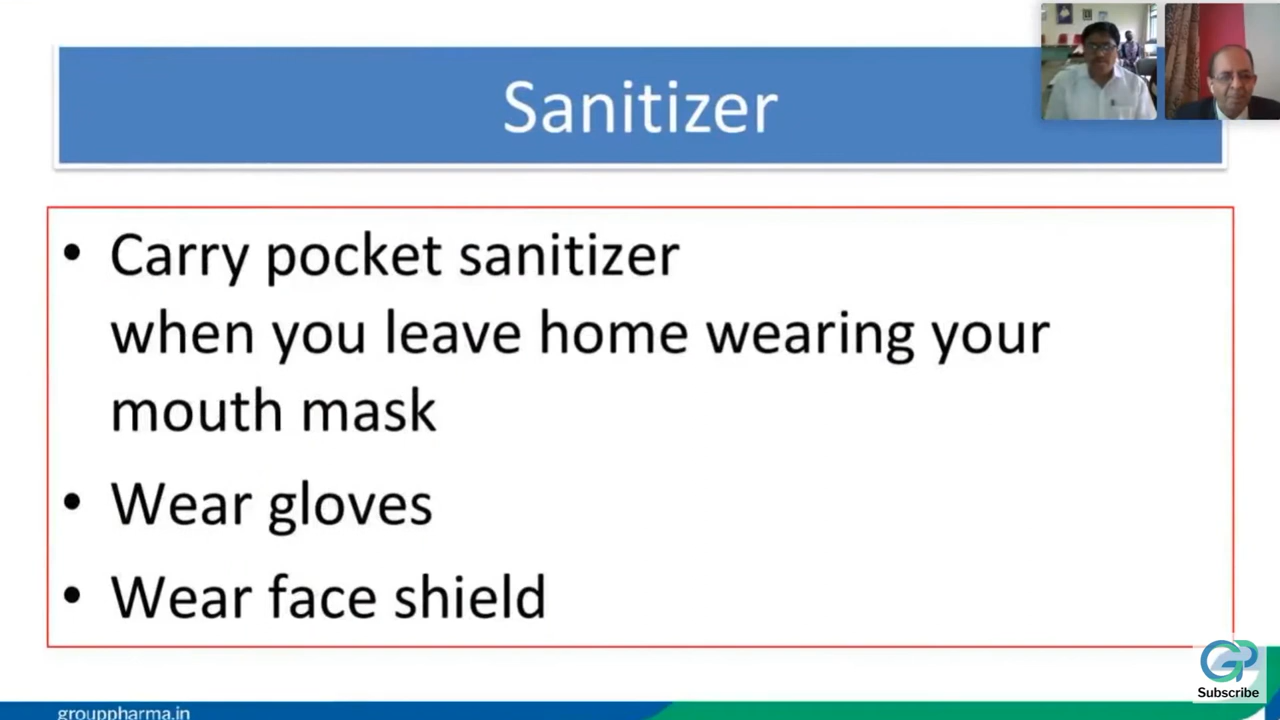 Sanitizer
• Carry pocket sanitizer
when you leave home wearing your
mouth mask
• Wear gloves
• Wear face shield
Subscribe
grouppharma.in